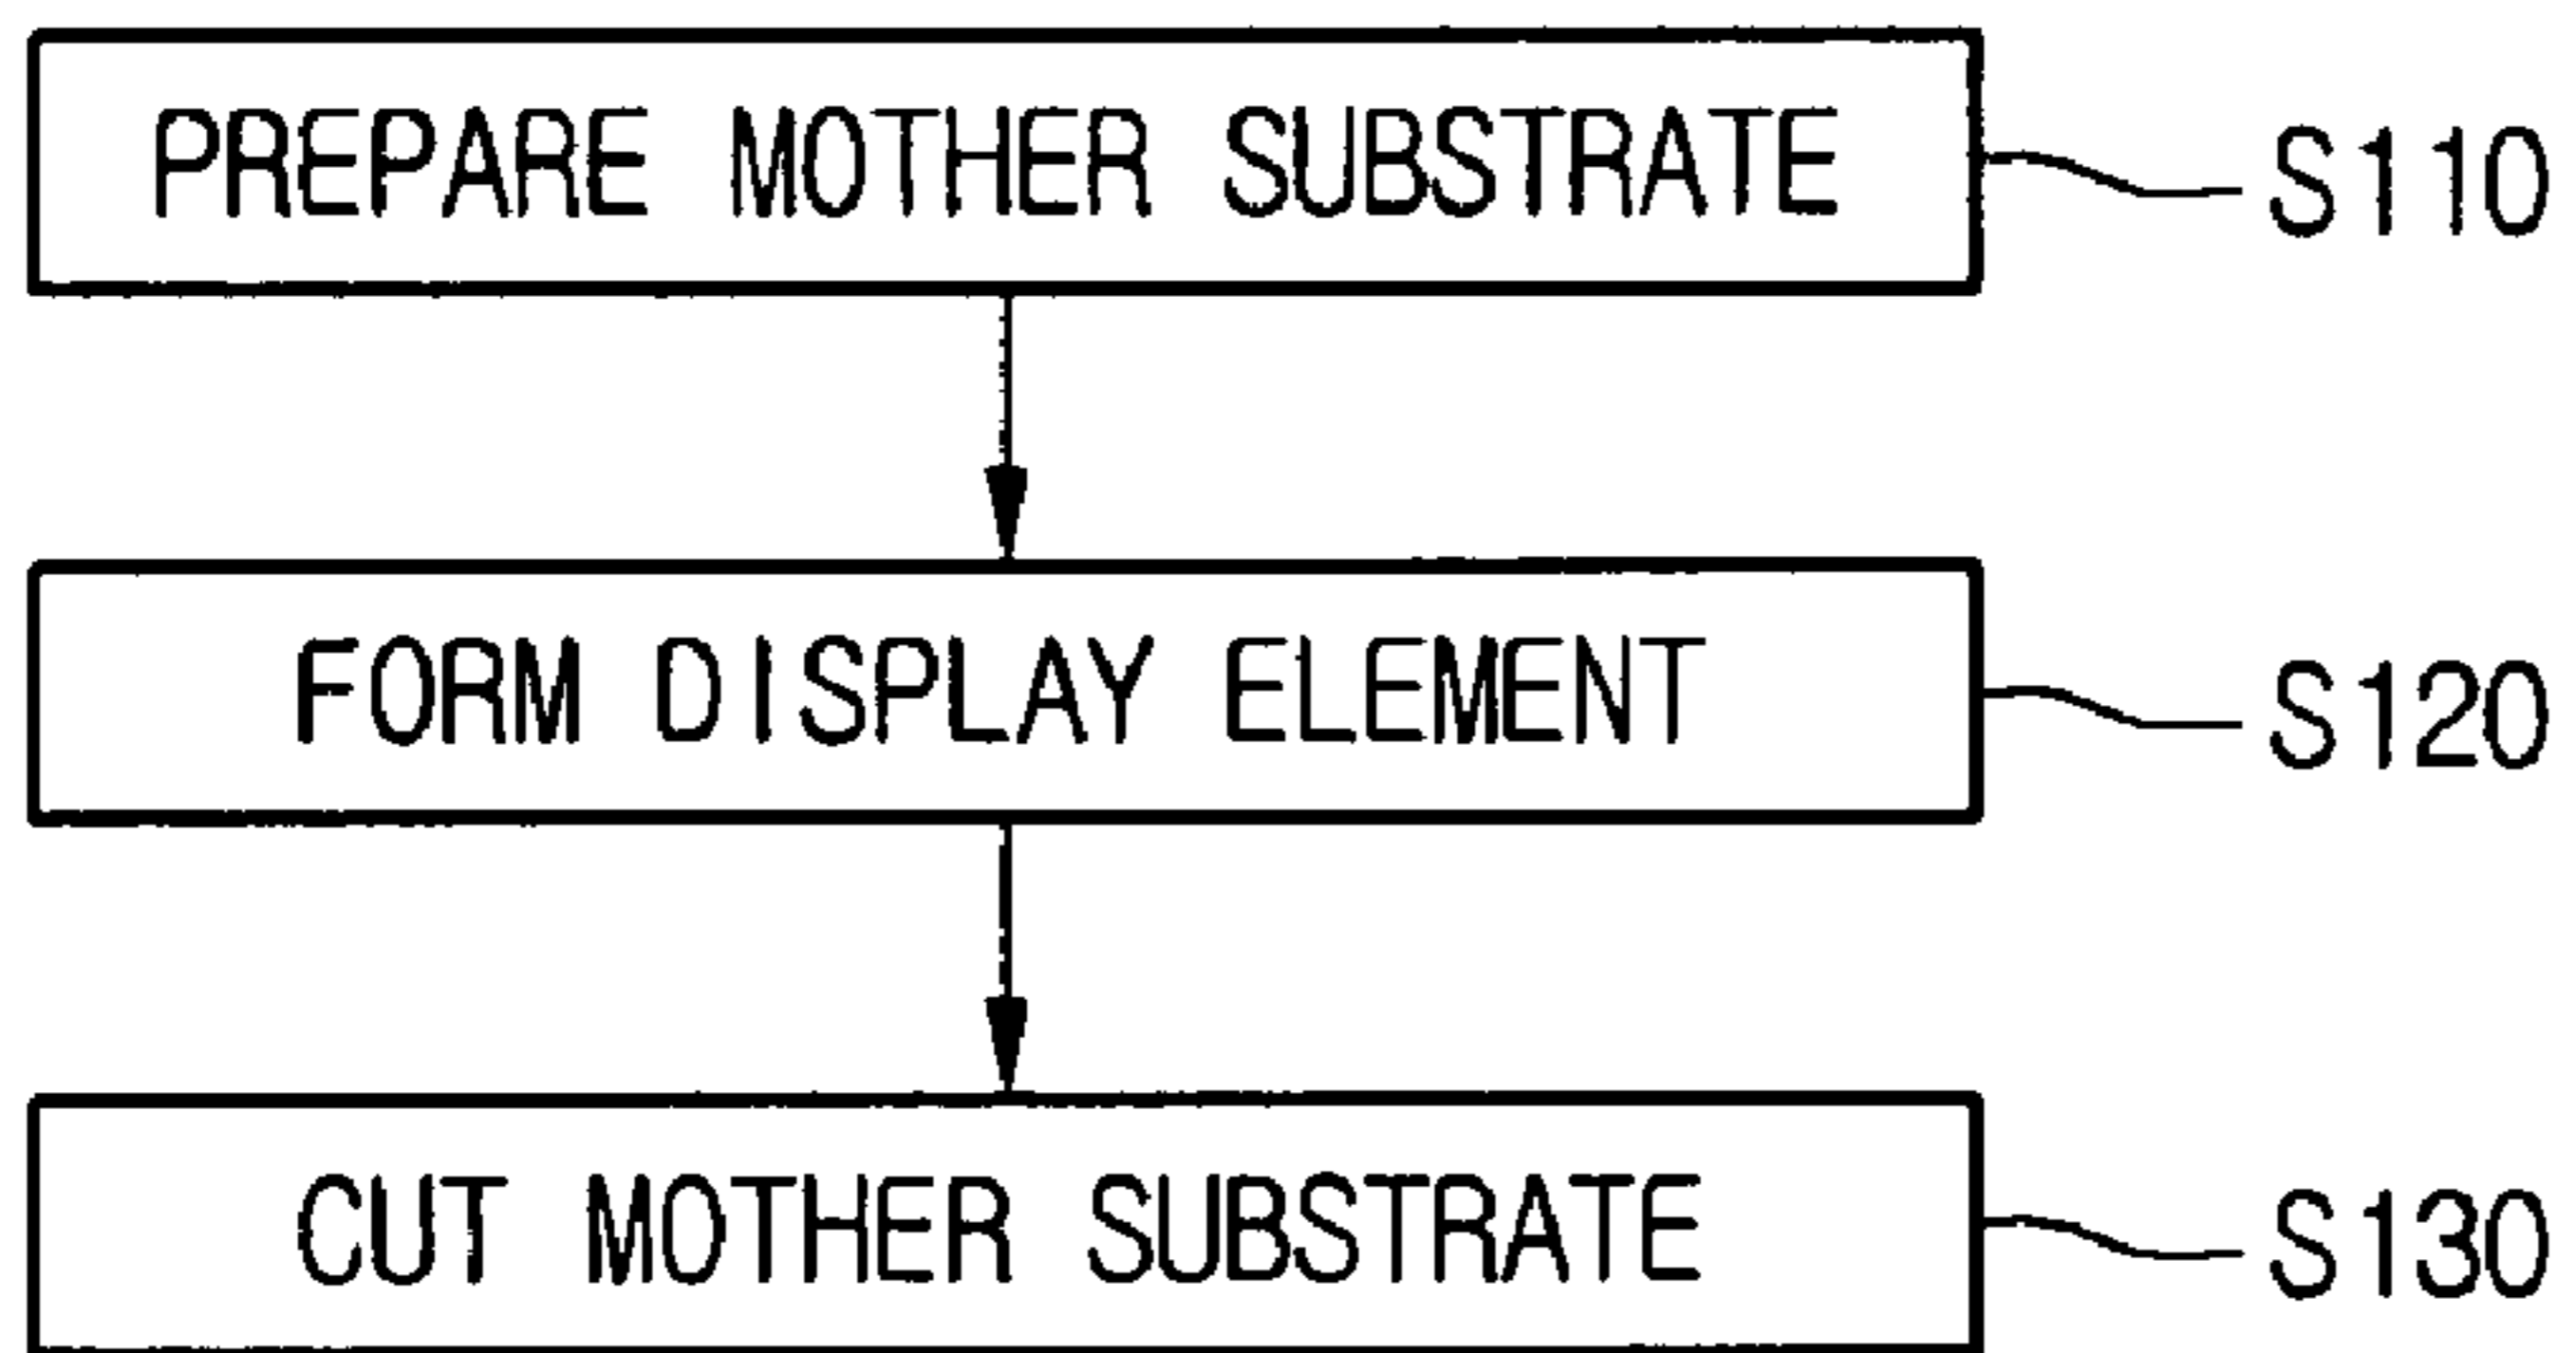 PREPARE MOTHER SUBSTRATE
S110
FORM DISPLAY ELEMENT
S120
CUT MOTHER SUBSTRATE
S130